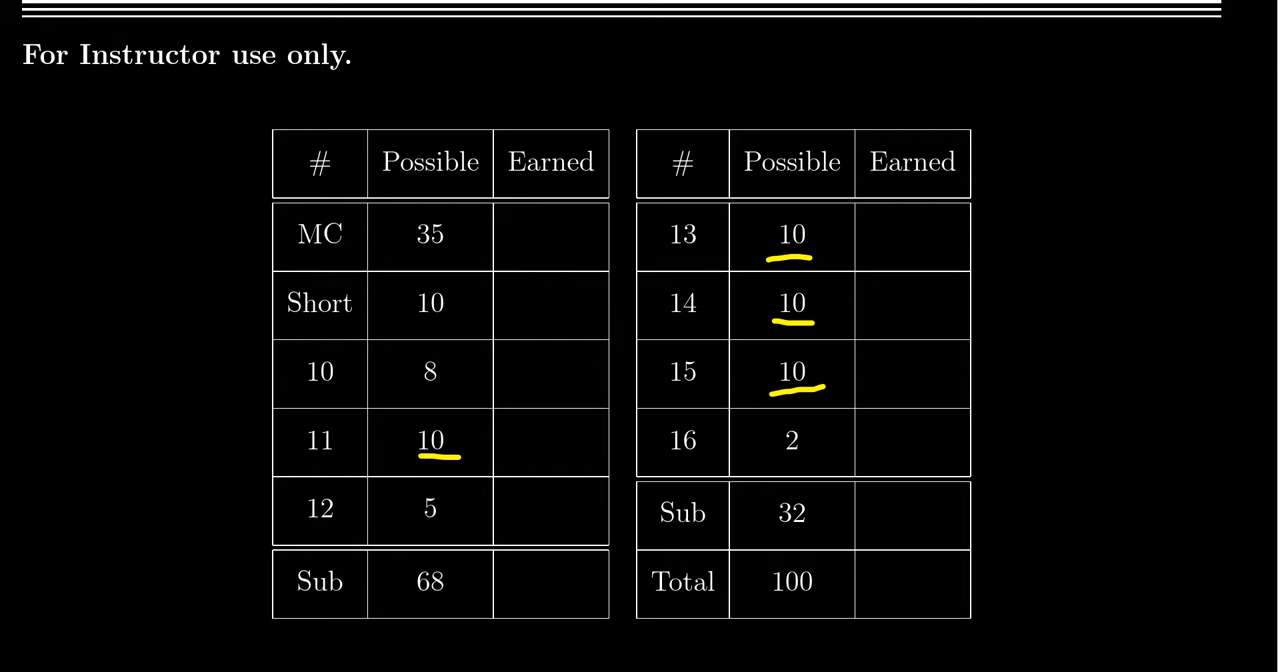 For Instructor use only.
# Possible Earned
MC 35
Short 10
10 8
11 10
12 5
Sub 68
# Possible Earned
13 10
14 10
15 10
16 2
Sub 32
Total 100